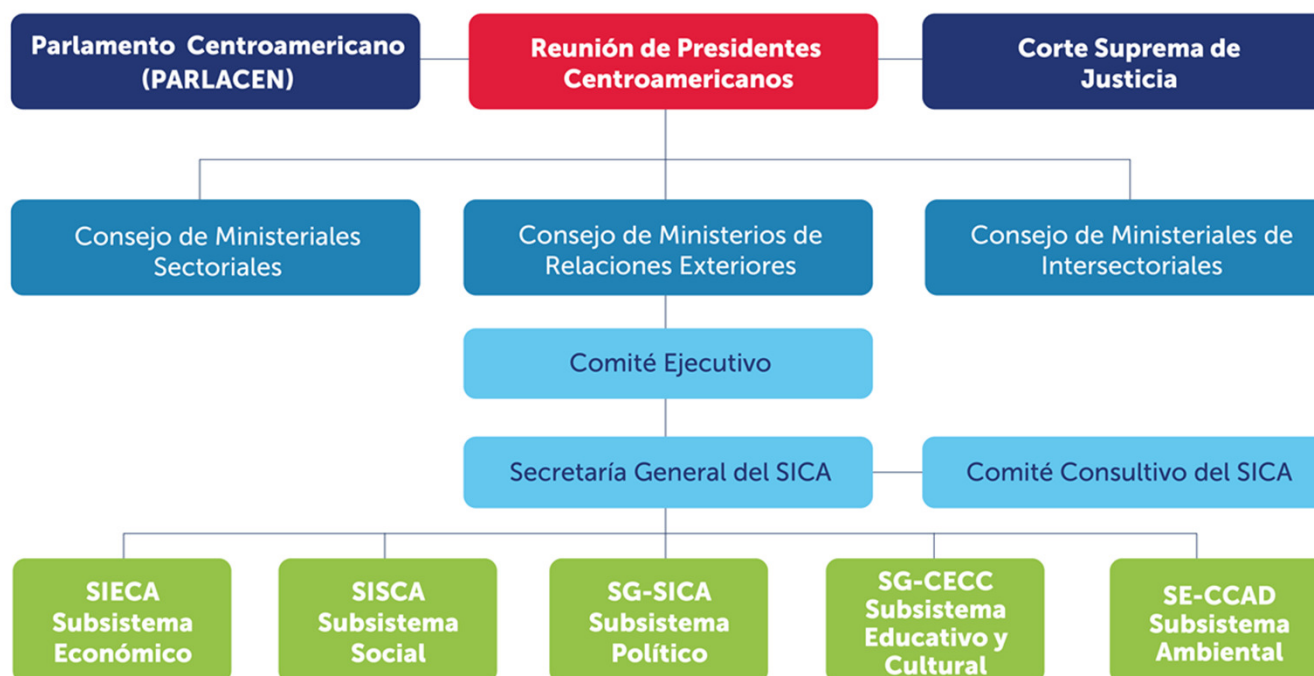 Parlamento Centroamericano
(PARLACEN)
Reunión de Presidentes
Centroamericanos
Corte Suprema de
Justicia
Consejo de Ministeriales
Sectoriales
Consejo de Ministerios de
Relaciones Exteriores
Consejo de Ministeriales de
Intersectoriales
Comité Ejecutivo
Secretaría General del SICA
Comité Consultivo del SICA
SIECA
Subsistema
Económico
SISCA
Subsistema
Social
SG-SICA
Subsistema
Político
SG-CECC
Subsistema
Educativo y
Cultural
SE-CCAD
Subsistema
Ambiental